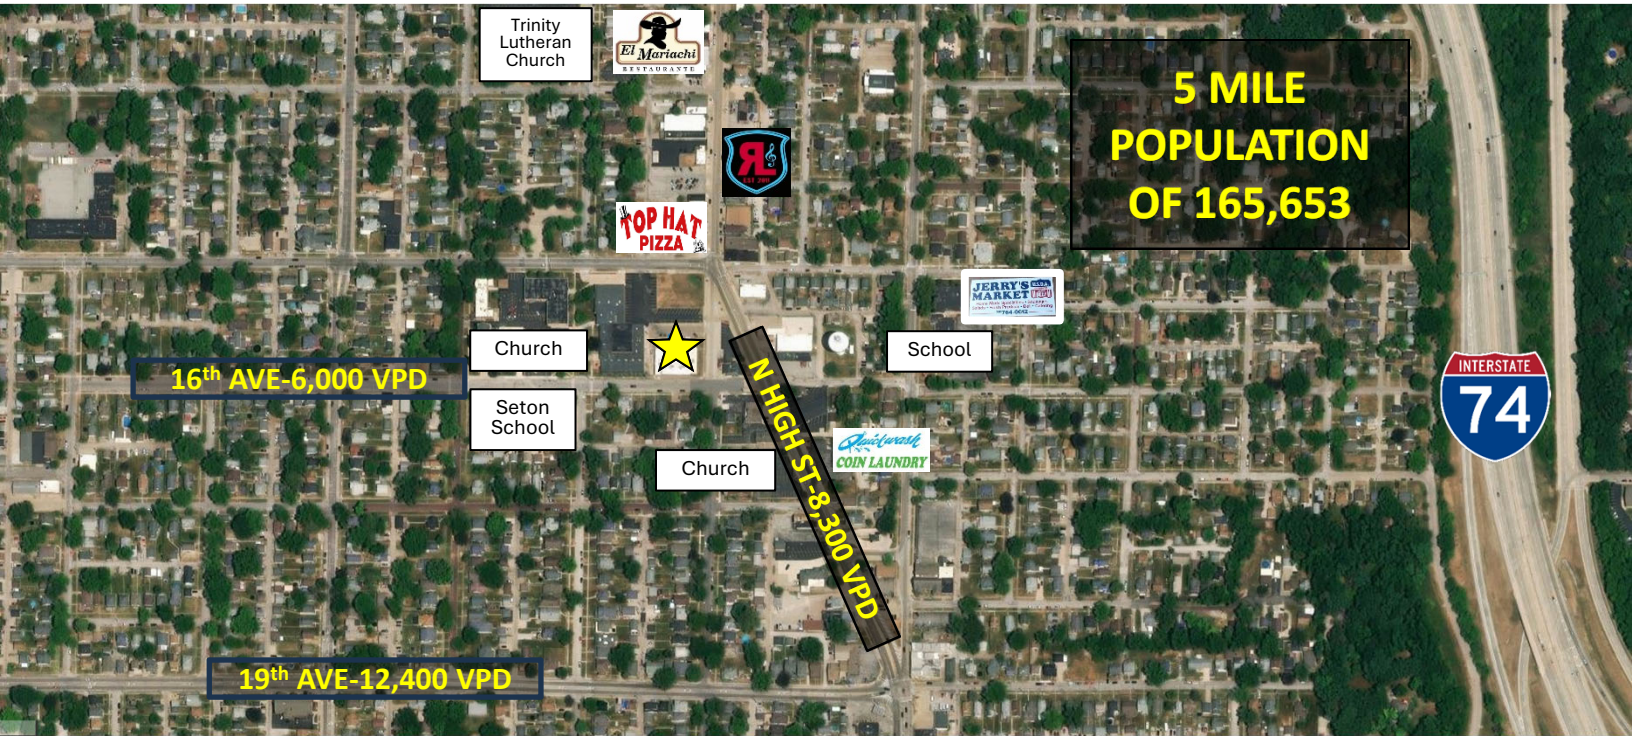 Trinity
Lutheran
Church
El Mariachi
RESTAURANTE
5 MILE
POPULATION
OF 165,653
RL
TOP HAT
PIZZA
JERRY'S
MARKET
Church
School
16th AVE-6,000 VPD
INTERSTATE
74
Seton
School
N HIGH ST-8,300 VPD
Quickwash
COIN LAUNDRY
Church
19th AVE-12,400 VPD